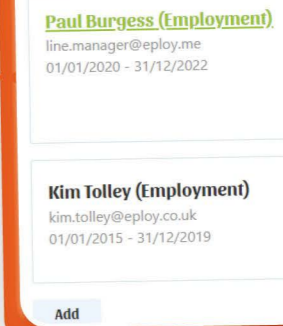 Paul Burgess (Employment)
line.manager@eploy.me
01/01/2020 - 31/12/2022
Kim Tolley (Employment)
kim.tolley@eploy.co.uk
01/01/2015 - 31/12/2019
Add